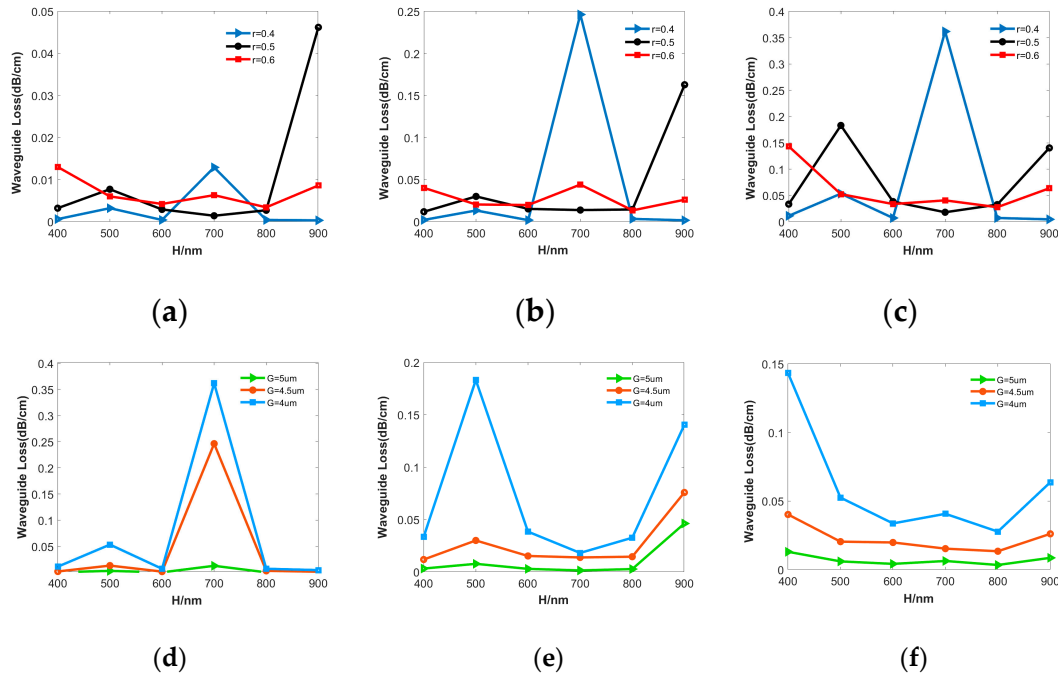 0.05
0.04
0.03
0.02
0.01
0
400 500 600 700 800 900
H/nm
Waveguide Loss(dB/cm)
r=0.4
r=0.5
r=0.6
(a)
0.25
0.2
0.15
0.1
0.05
0
400 500 600 700 800 900
H/nm
Waveguide Loss(dB/cm)
r=0.4
r=0.5
r=0.6
(b)
0.4
0.35
0.3
0.25
0.2
0.15
0.1
0.05
0
400 500 600 700 800 900
H/nm
Waveguide Loss(dB/cm)
r=0.4
r=0.5
r=0.6
(c)
0.4
0.35
0.3
0.25
0.2
0.15
0.1
0.05
400 500 600 700 800 900
H/nm
Waveguide Loss(dB/cm)
G=5um
G=4.5um
G=4um
(d)
0.2
0.15
0.1
0.05
0
400 500 600 700 800 900
H/nm
Waveguide Loss(dB/cm)
G=5um
G=4.5um
G=4um
(e)
0.15
0.1
0.05
0
400 500 600 700 800 900
H/nm
Waveguide Loss(dB/cm)
G=5um
G=4.5um
G=4um
(f)